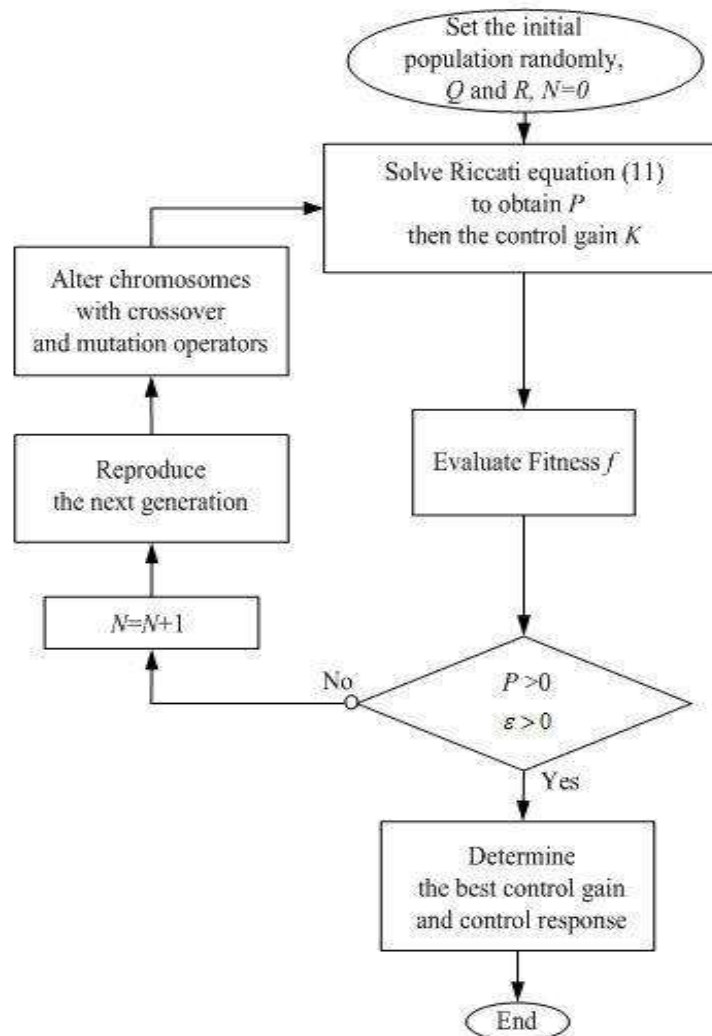 Set the initial
population randomly,
Q and R, N=0
Solve Riccati equation (11)
to obtain P
then the control gain K
Alter chromosomes
with crossover
and mutation operators
Evaluate Fitness f
Reproduce
the next generation
N=N+1
No
P >0
ε > 0
Yes
Determine
the best control gain
and control response
End